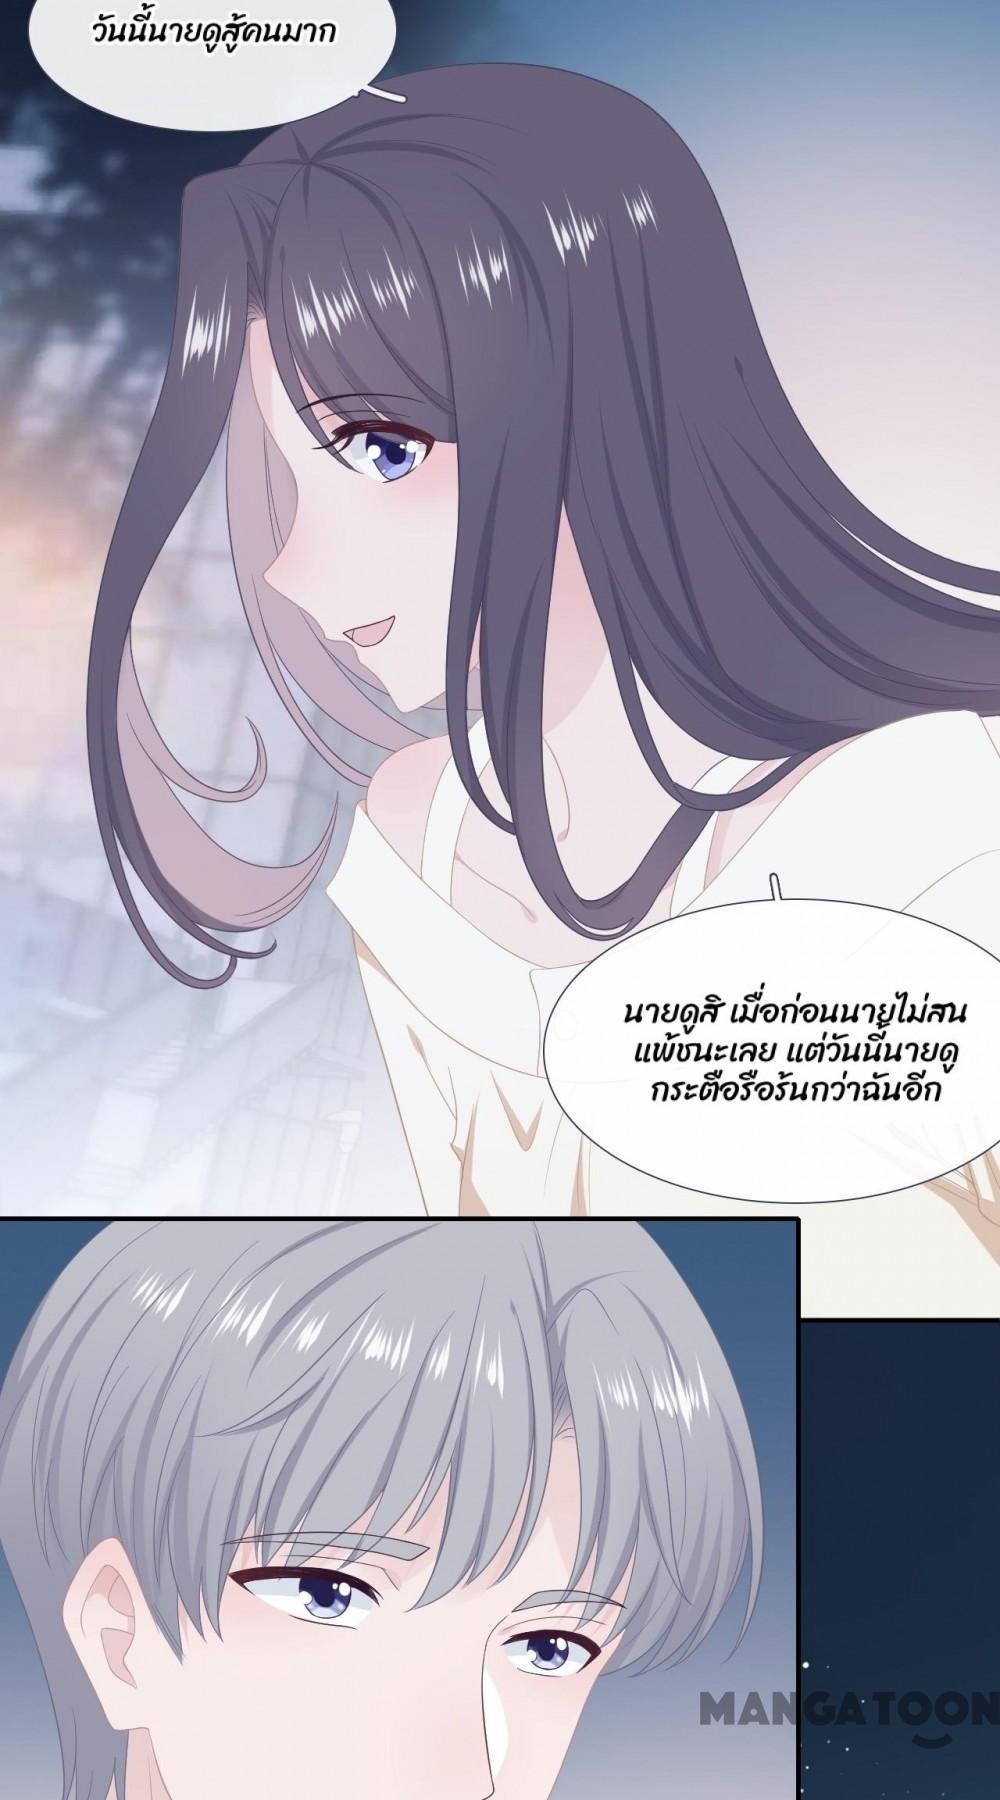 วันนี้นายดูสู้คนมาก
นายดูสิ เมื่อก่อนนายไม่สน
แพ้ชนะเลย แต่วันนี้นายดู
กระตือรือร้นกว่าฉันอีก
MANGATOON